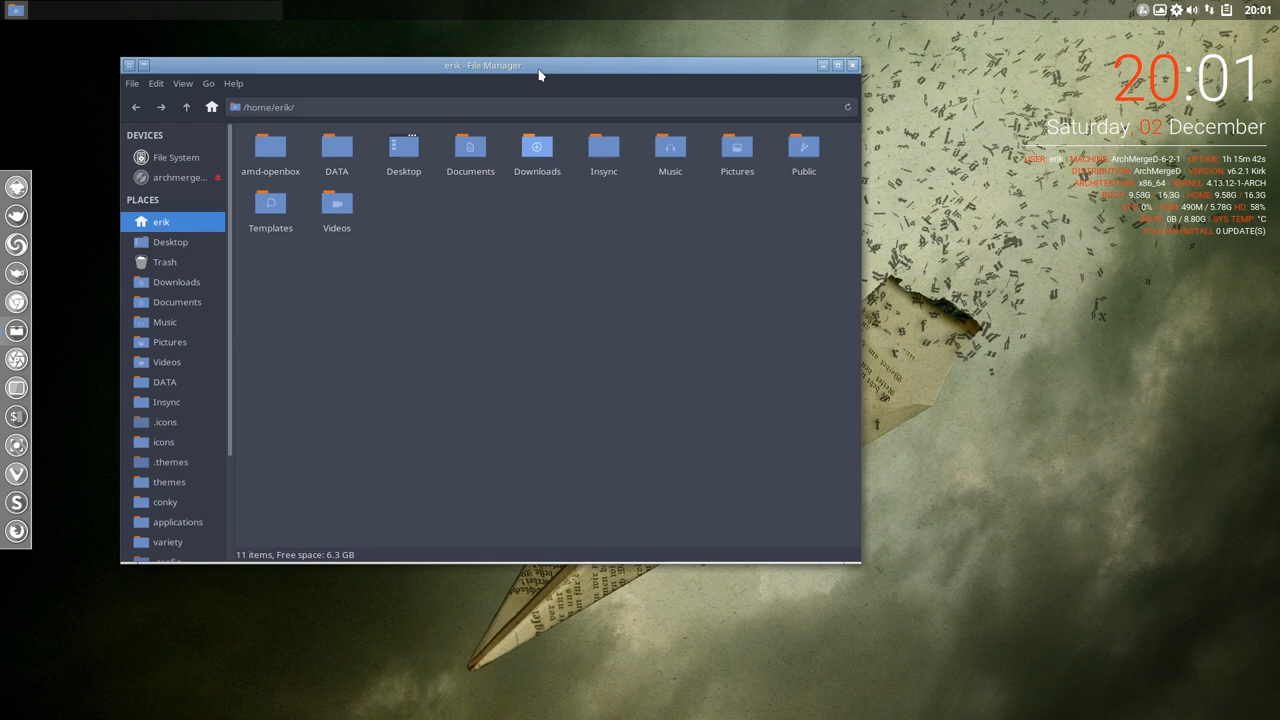 20:01
erik - File Manager
File Edit View Go Help
/home/erik/
DEVICES
File System
archmerge...
PLACES
erik
Desktop
Trash
Downloads
Documents
Music
Pictures
Videos
DATA
Insync
.icons
icons
.themes
themes
conky
applications
variety
amd-openbox DATA Desktop Documents Downloads Insync Music Pictures Public
Templates Videos
11 items, Free space: 6.3 GB
20:01
Saturday, 02 December
USER: erik | MACHINE: ArchMergeD-6-2-1 | UPTIME: 1h 15m 42s
DISTRIBUTION: ArchMergeD | VERSION: v6.2.1 Kirk
ARCHITECTURE: x86_64 | KERNEL: 4.13.12-1-ARCH
9.58G / 16.3G | HOME: 9.58G / 16.3G
0% 490M / 5.78G HD: 58%
0B / 8.80G | SYS TEMP: °C
INSTALL 0 UPDATE(S)